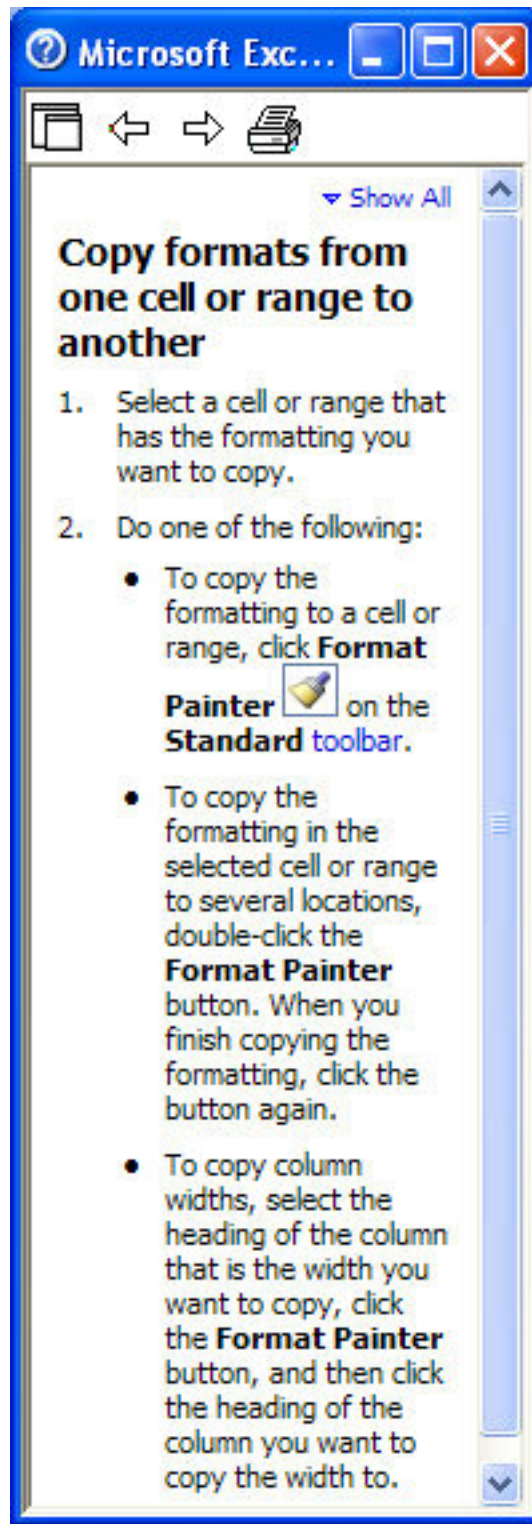 Microsoft Exc...
Show All
Copy formats from
one cell or range to
another
1. Select a cell or range that
has the formatting you
want to copy.
2. Do one of the following:
• To copy the
formatting to a cell or
range, click Format
Painter on the
Standard toolbar.
• To copy the
formatting in the
selected cell or range
to several locations,
double-click the
Format Painter
button. When you
finish copying the
formatting, click the
button again.
• To copy column
widths, select the
heading of the column
that is the width you
want to copy, click
the Format Painter
button, and then click
the heading of the
column you want to
copy the width to.